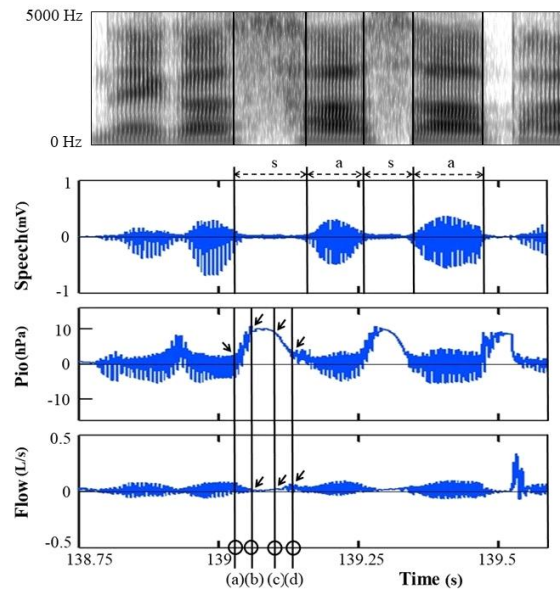 5000 Hz
0 Hz
s a s a
1
0
-1
Speech(mV)
10
0
-10
Pio(hPa)
0.5
0
-0.5
Flow(L/s)
138.75 139 139.25 139.5
(a)(b) (c)(d) Time (s)